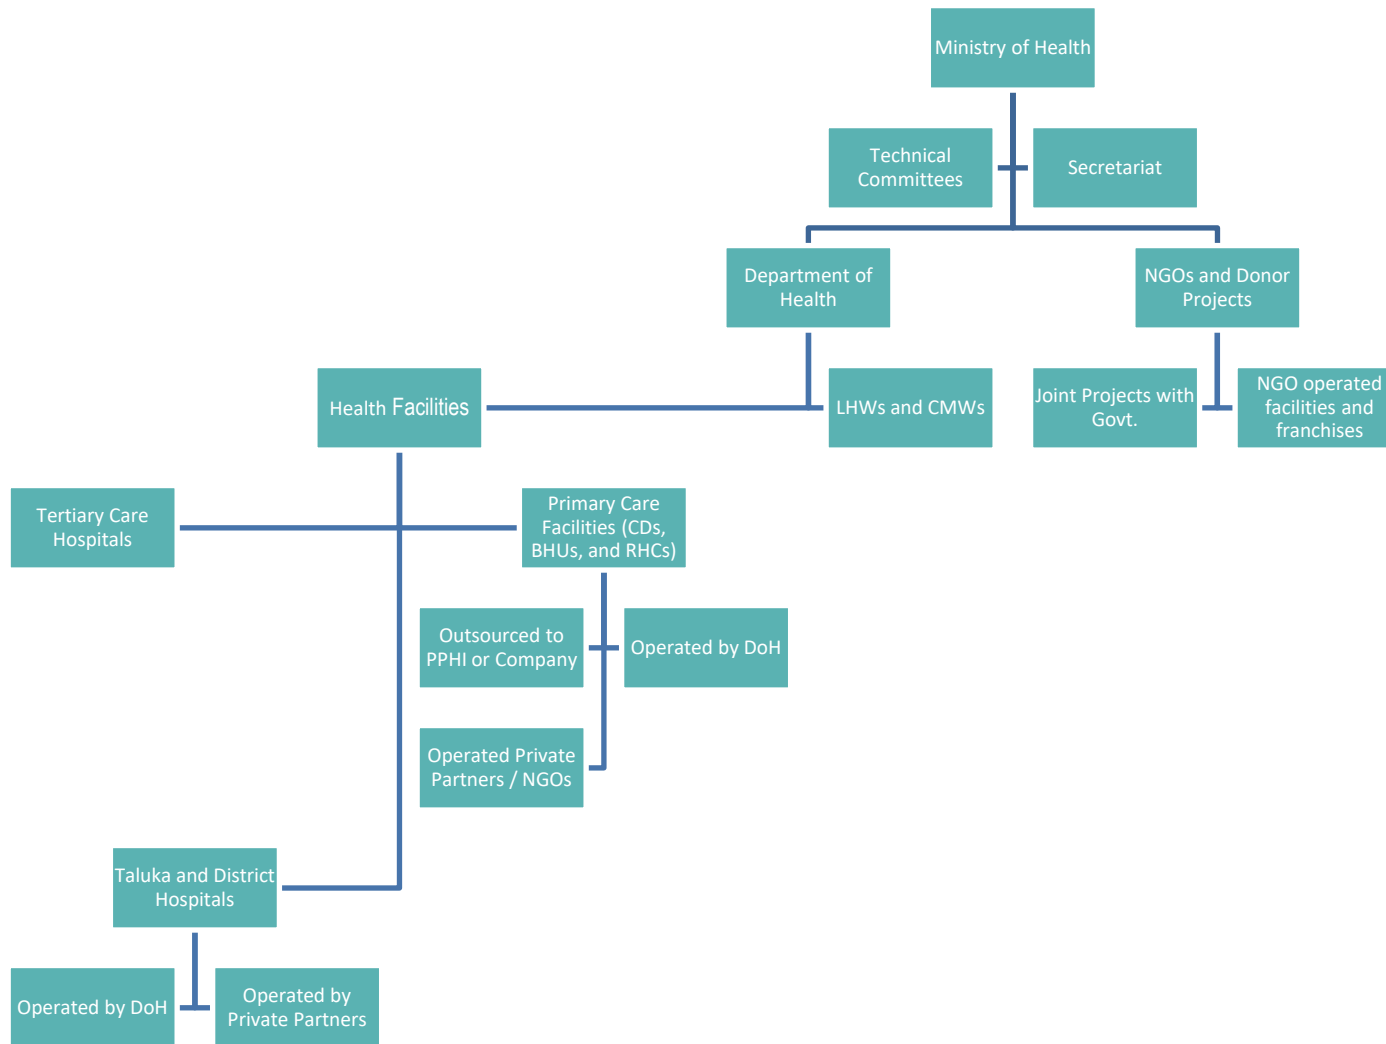 Ministry of Health
Technical
Committees
Secretariat
Department of
Health
NGOs and Donor
Projects
Health Facilities
LHWs and CMWs
Joint Projects with
Govt.
NGO operated
facilities and
franchises
Tertiary Care
Hospitals
Primary Care
Facilities (CDs,
BHUs, and RHCs)
Outsourced to
PPHI or Company
Operated by DoH
Operated Private
Partners / NGOs
Taluka and District
Hospitals
Operated by DoH
Operated by
Private Partners